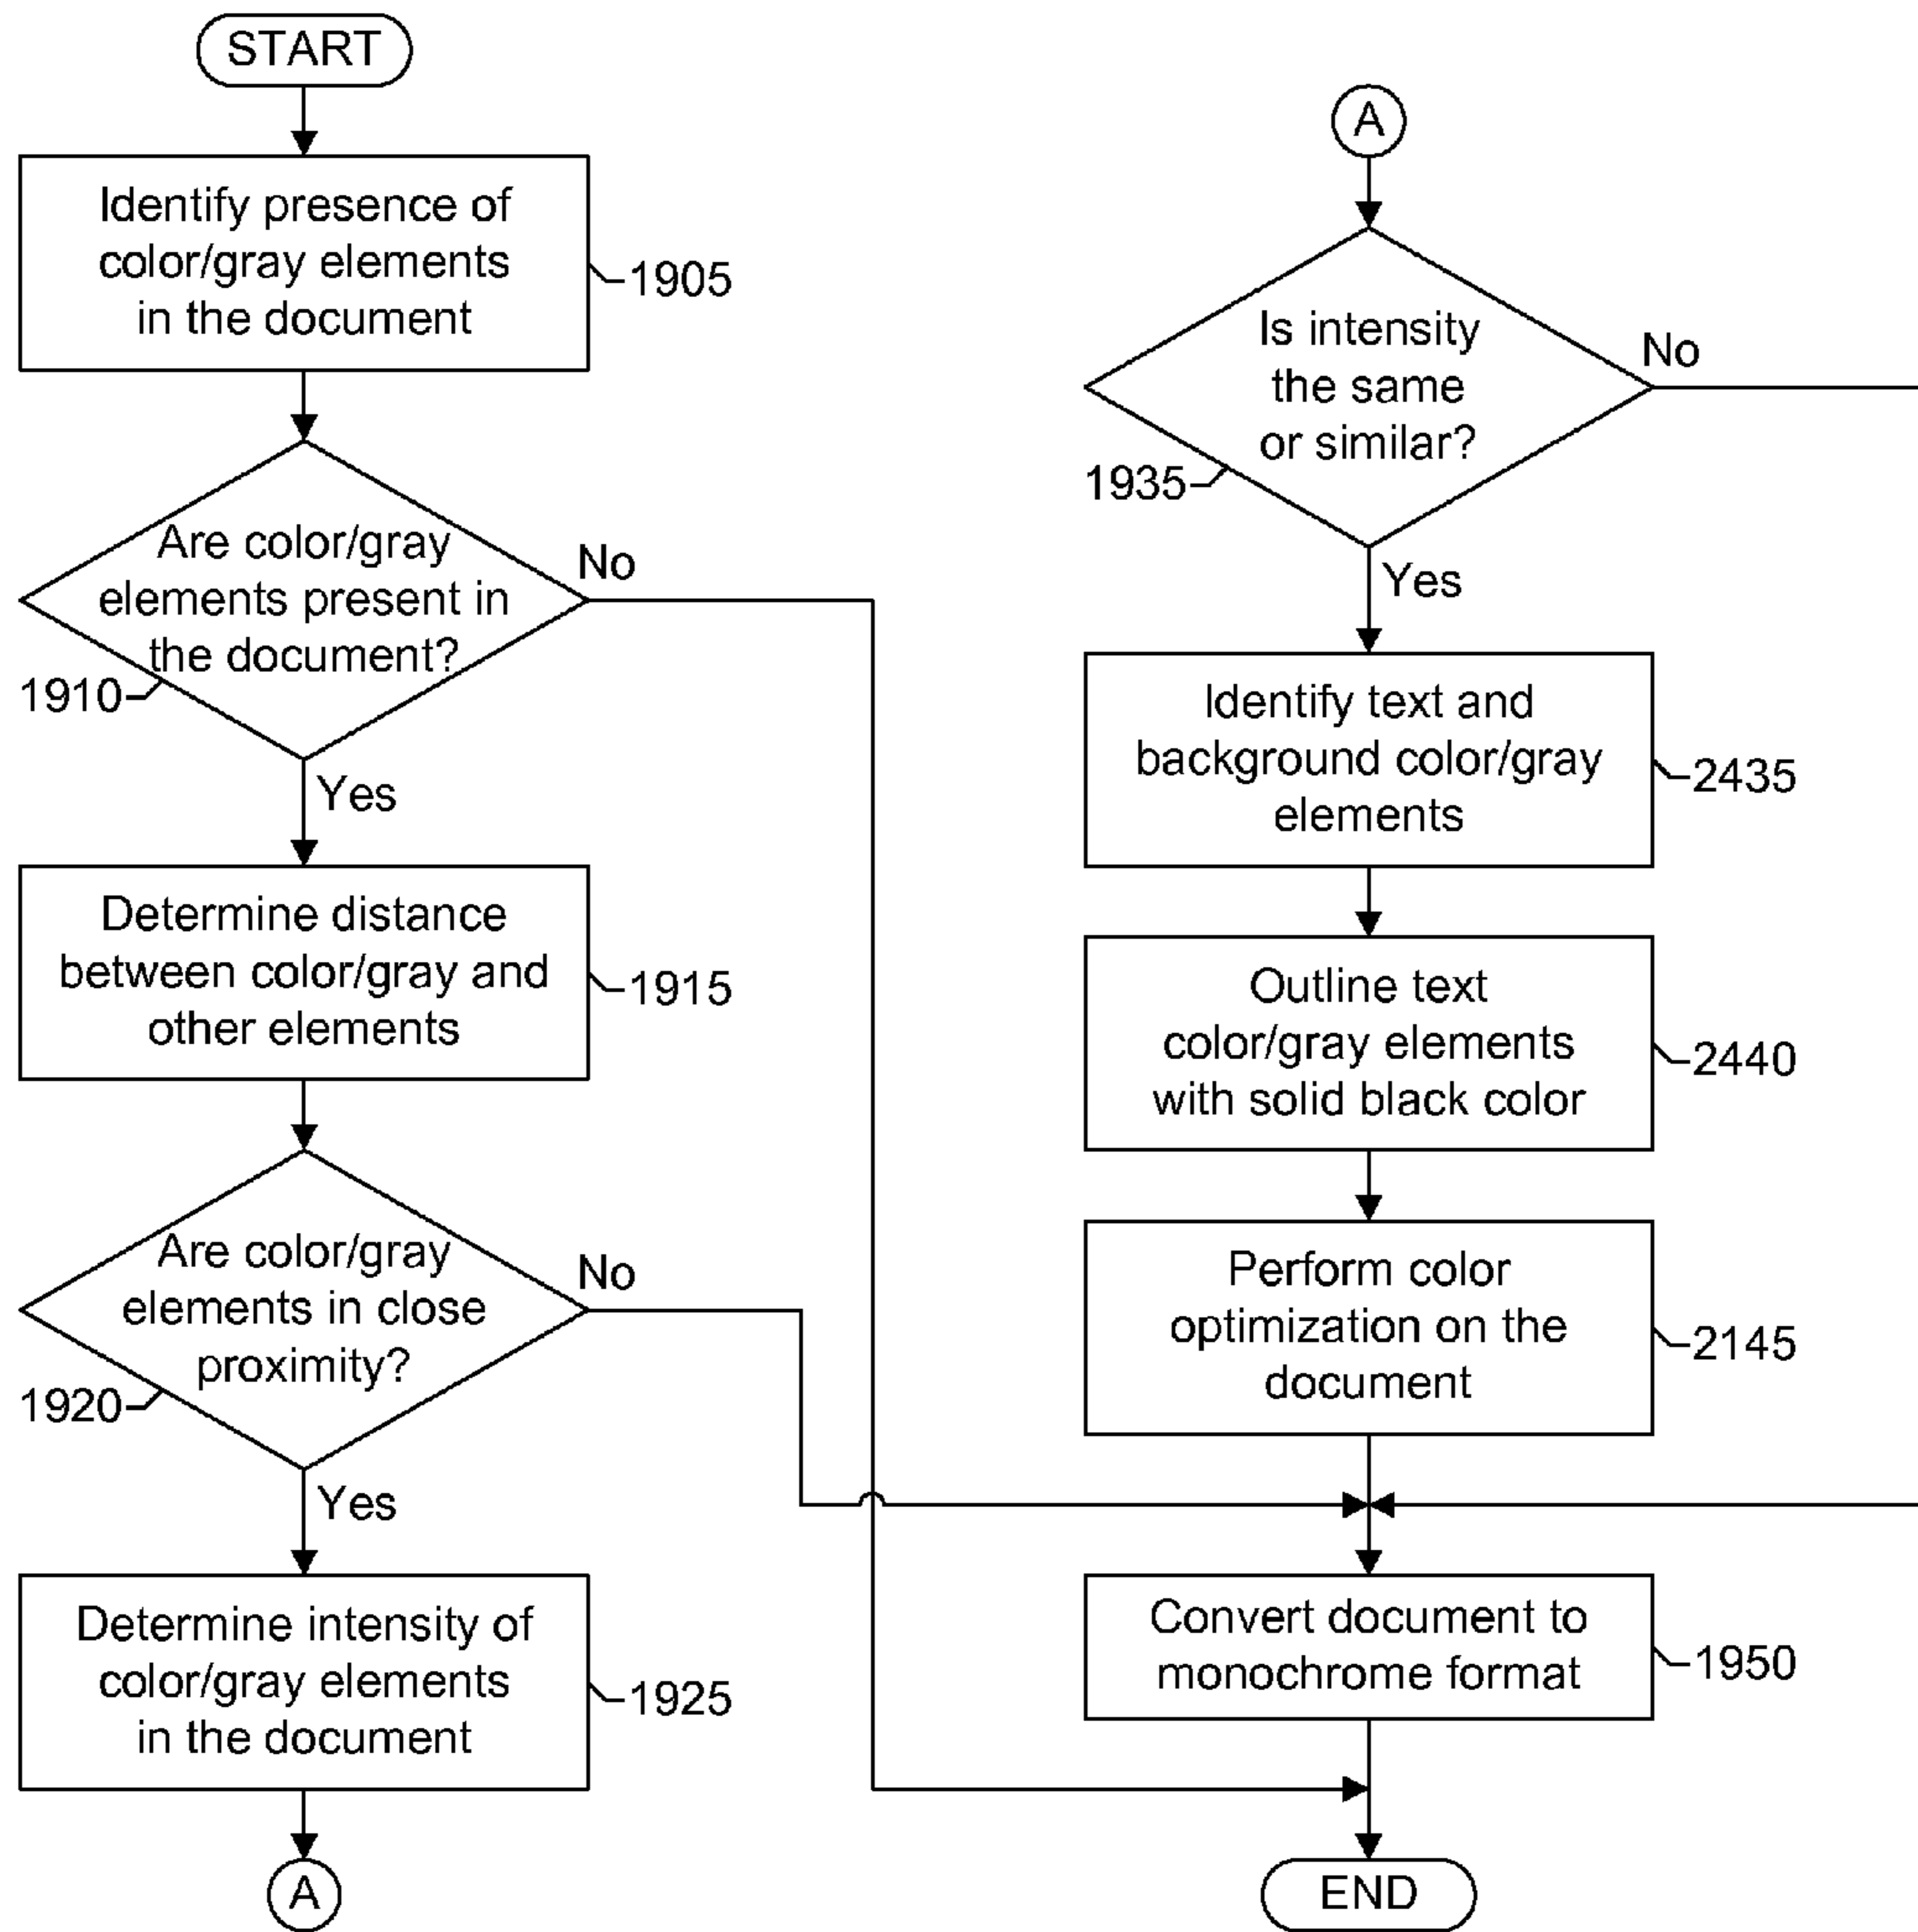 START
Identify presence of
color/gray elements
in the document
1905
Are color/gray
elements present in
the document?
No
1910
Yes
Determine distance
between color/gray and
other elements
1915
Are color/gray
elements in close
proximity?
No
1920
Yes
Determine intensity of
color/gray elements
in the document
1925
A
A
Is intensity
the same
or similar?
No
1935
Yes
Identify text and
background color/gray
elements
2435
Outline text
color/gray elements
with solid black color
2440
Perform color
optimization on the
document
2145
Convert document to
monochrome format
1950
END